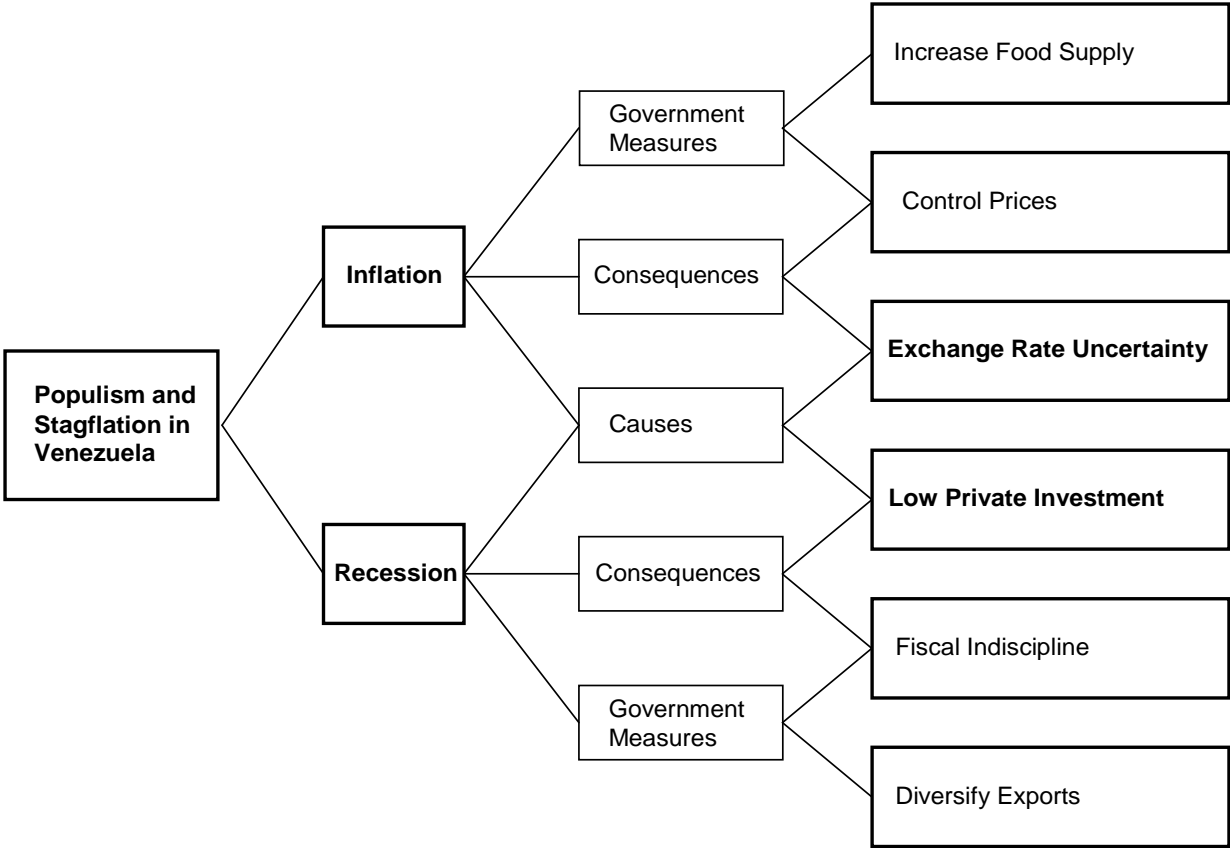 Populism and
Stagflation in
Venezuela
Inflation
Recession
Government
Measures
Consequences
Causes
Consequences
Government
Measures
Increase Food Supply
Control Prices
Exchange Rate Uncertainty
Low Private Investment
Fiscal Indiscipline
Diversify Exports